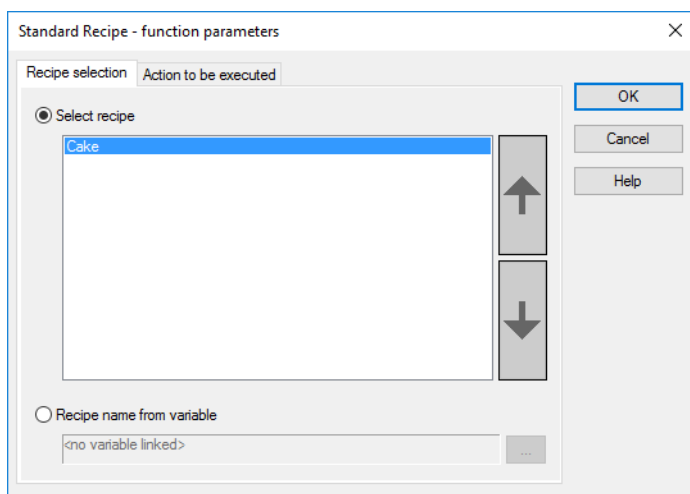 Standard Recipe - function parameters
Recipe selection
Action to be executed
OK
Select recipe
Cake
Cancel
Help
Recipe name from variable
<no variable linked>
...